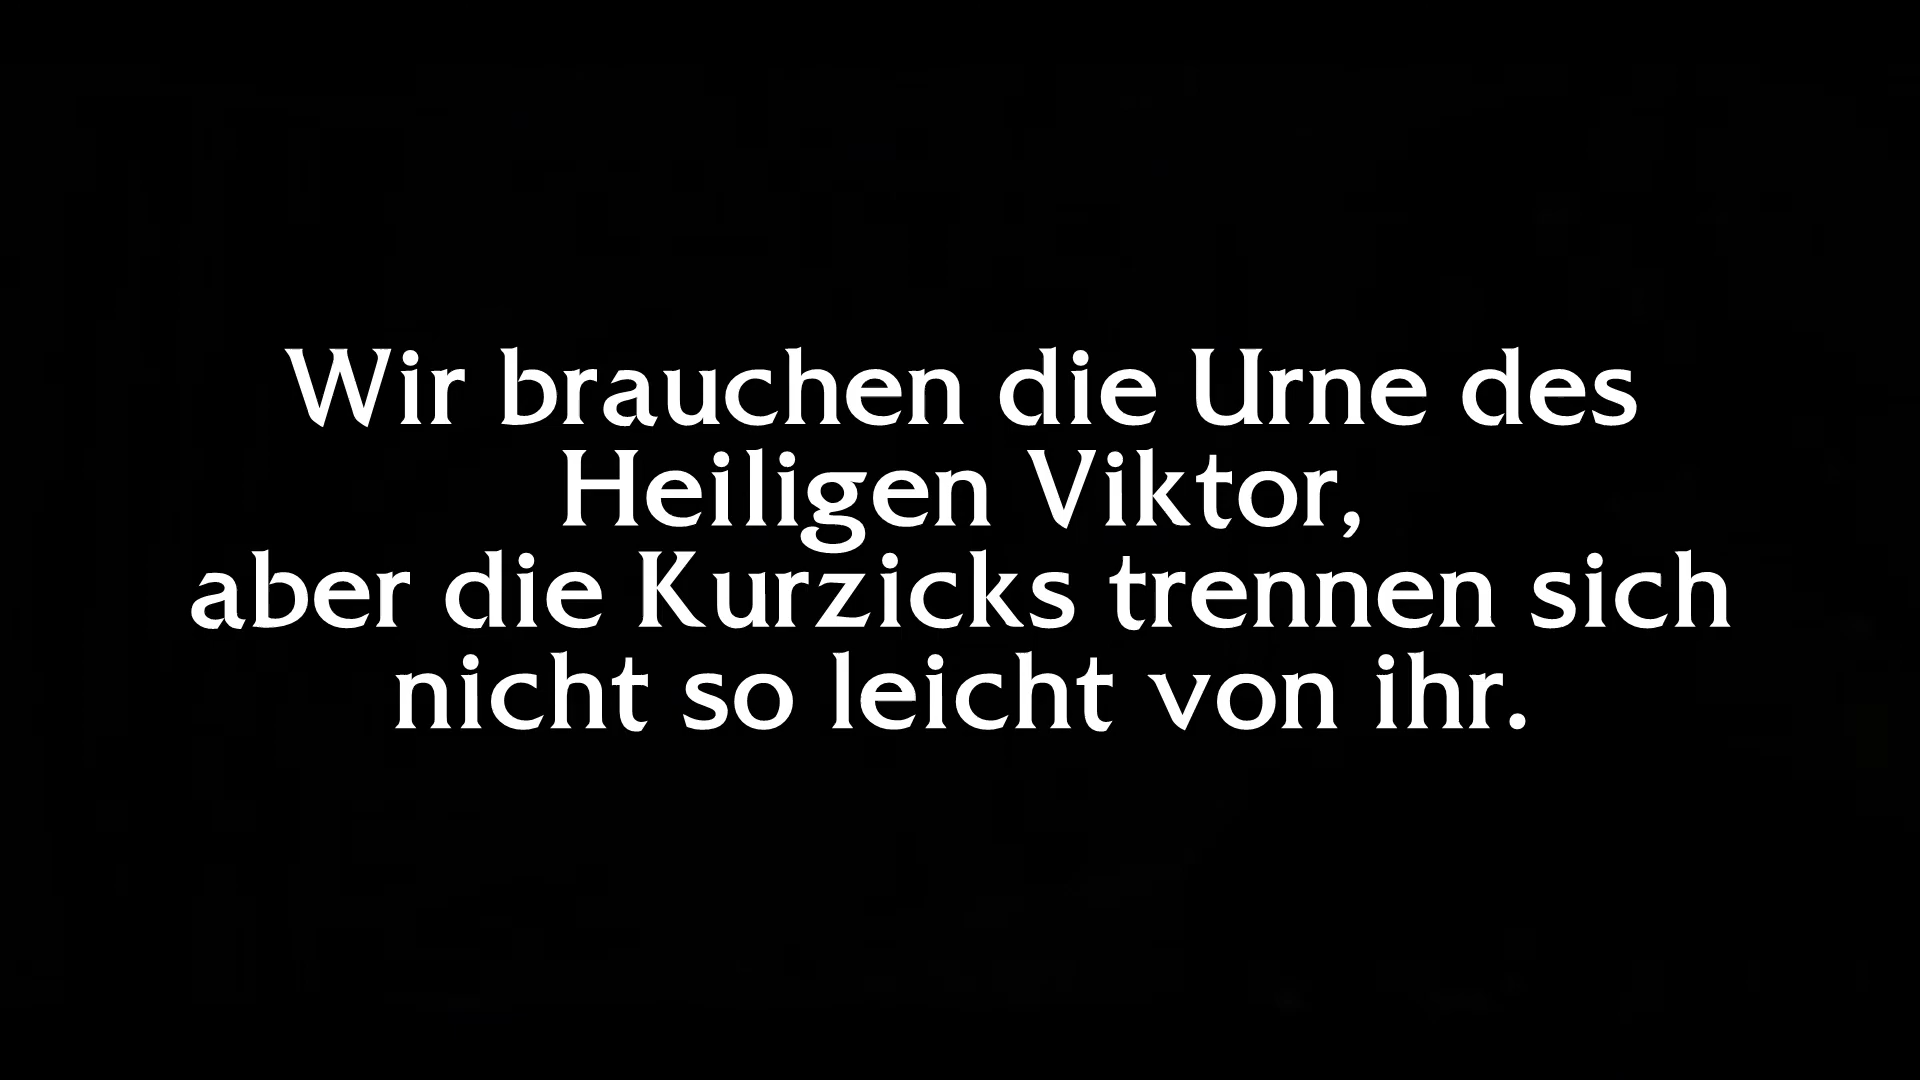 Wir brauchen die Urne des
Heiligen Viktor,
aber die Kurzicks trennen sich
nicht so leicht von ihr.